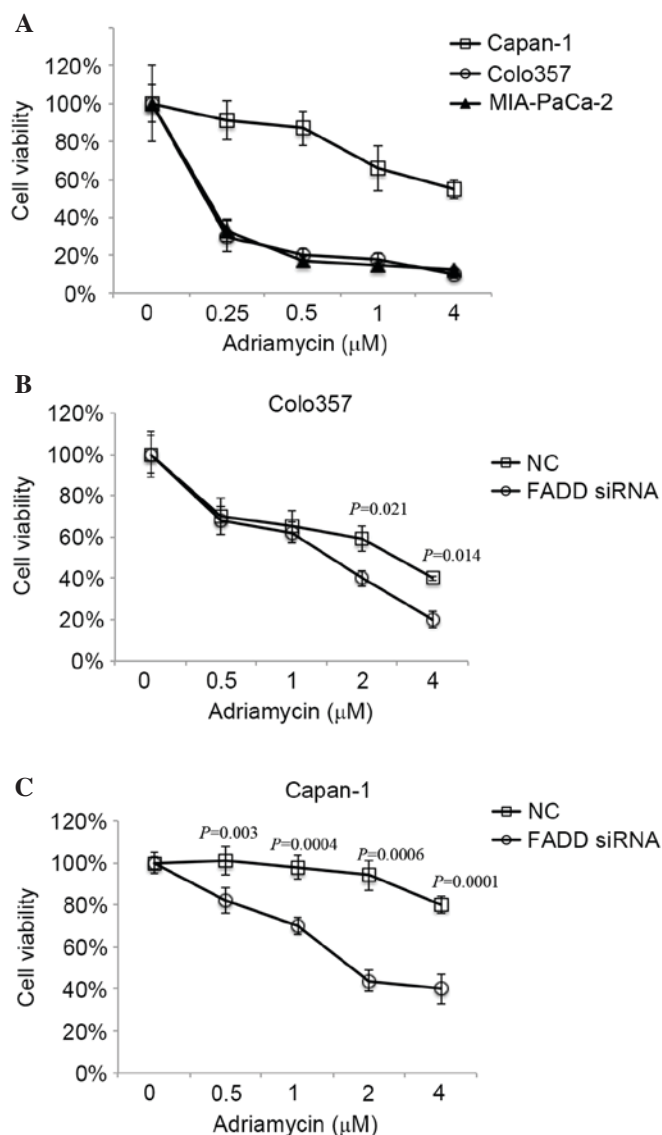 A
Capan-1
Colo357
MIA-PaCa-2
120%
100%
80%
60%
40%
20%
0%
Cell viability
0 0.25 0.5 1 4
Adriamycin (μM)
B
Colo357
NC
FADD siRNA
120%
100%
80%
60%
40%
20%
0%
Cell viability
P=0.021
P=0.014
0 0.5 1 2 4
Adriamycin (μM)
C
Capan-1
NC
FADD siRNA
120%
100%
80%
60%
40%
20%
0%
Cell viability
P=0.003
P=0.0004
P=0.0006
P=0.0001
0 0.5 1 2 4
Adriamycin (μM)